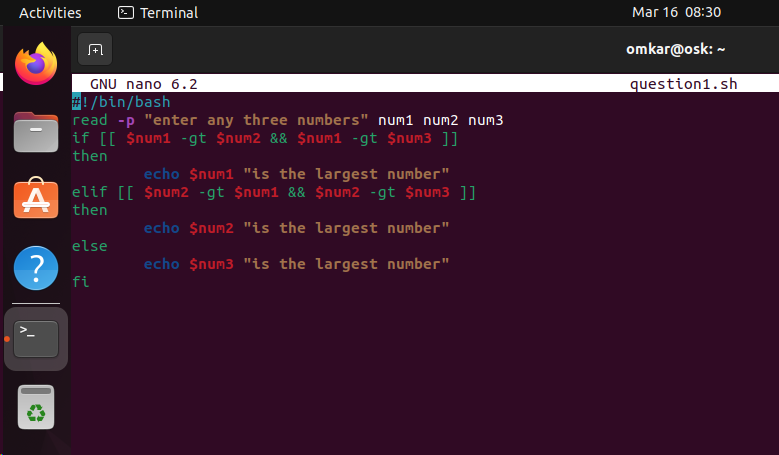 Activities Terminal Mar 16 08:30
omkar@osk: ~
GNU nano 6.2 question1.sh
#!/bin/bash
read -p "enter any three numbers" num1 num2 num3
if [[ $num1 -gt $num2 && $num1 -gt $num3 ]]
then
echo $num1 "is the largest number"
elif [[ $num2 -gt $num1 && $num2 -gt $num3 ]]
then
echo $num2 "is the largest number"
else
echo $num3 "is the largest number"
fi